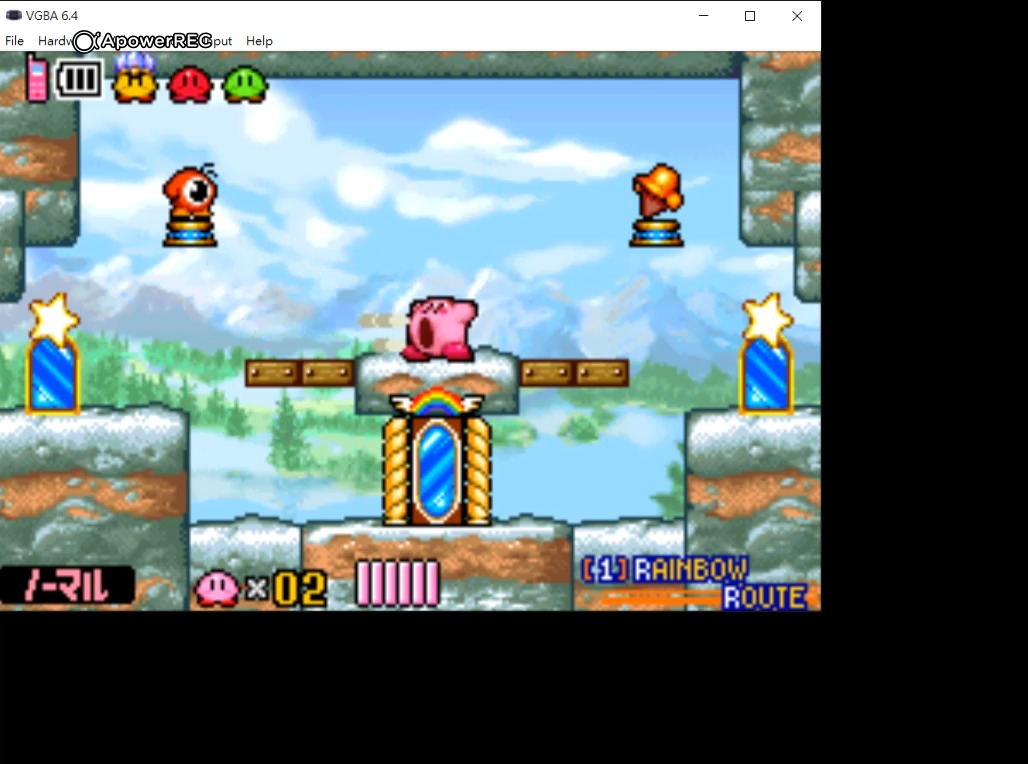 VGBA 6.4
File Hardw ApowerREC put Help
ノーマル
×02
[1] RAINBOW
ROUTE